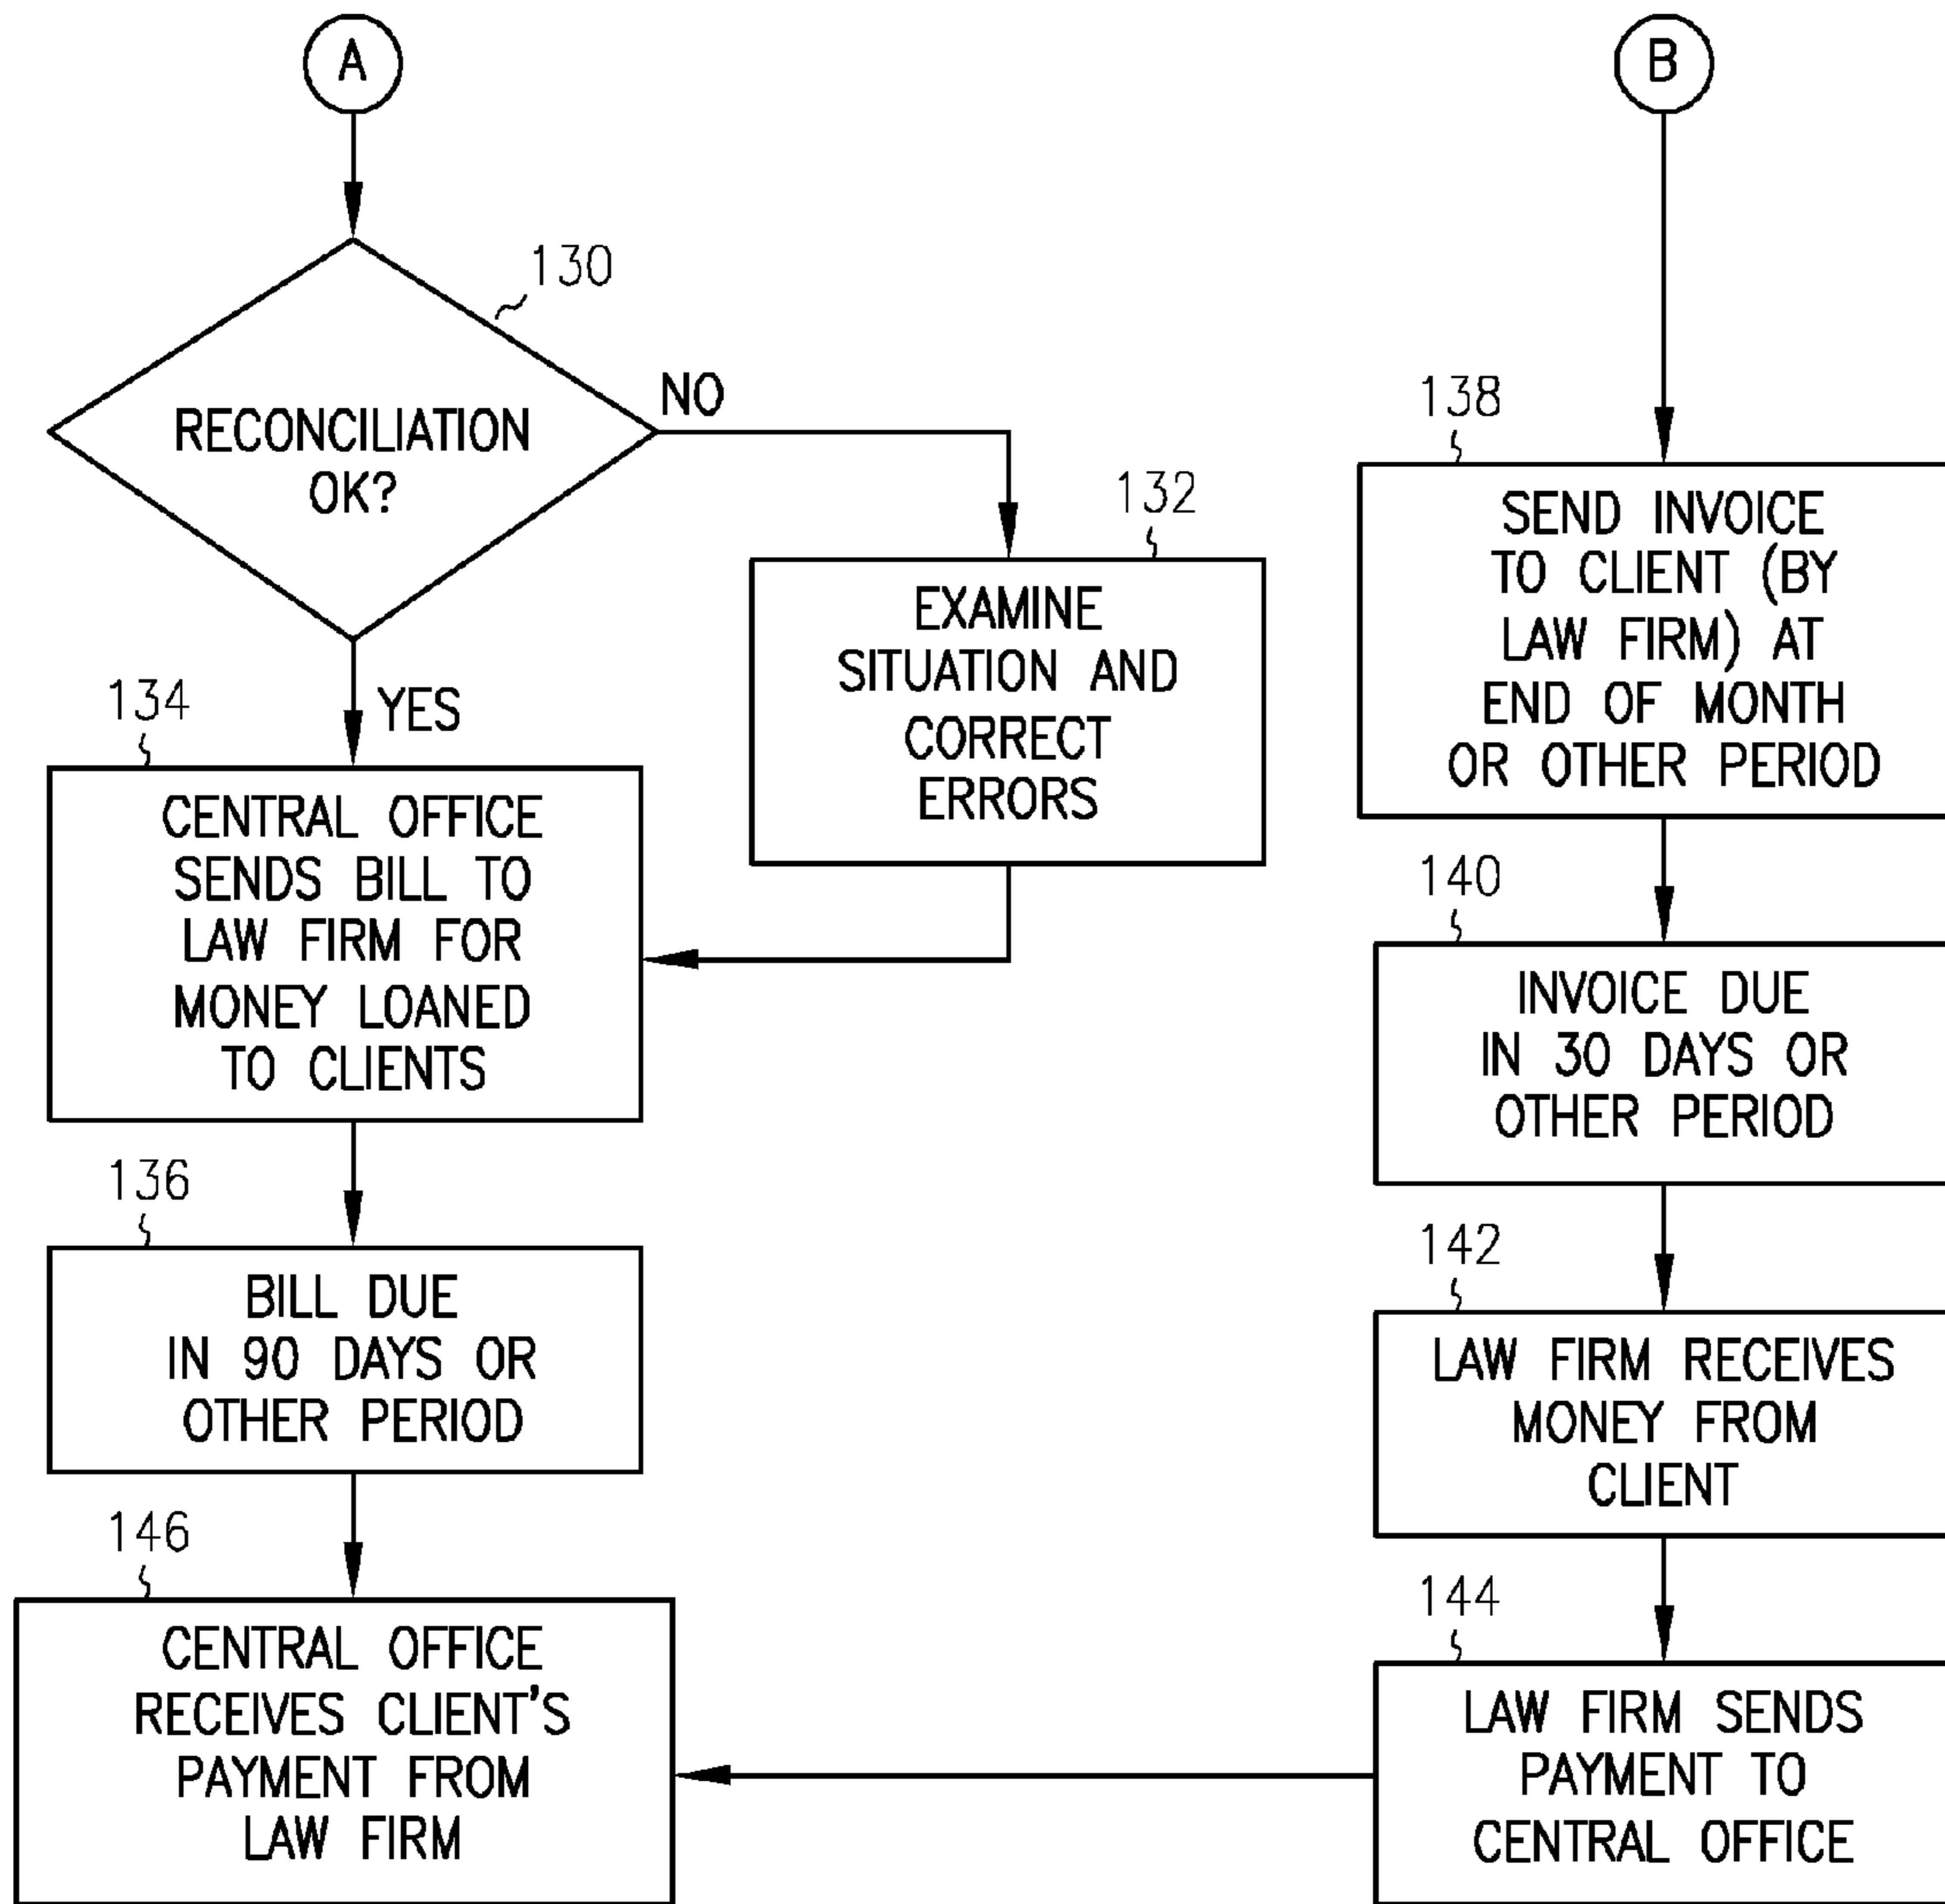 A
130
RECONCILIATION
OK?
NO
YES
132
EXAMINE
SITUATION AND
CORRECT
ERRORS
134
CENTRAL OFFICE
SENDS BILL TO
LAW FIRM FOR
MONEY LOANED
TO CLIENTS
136
BILL DUE
IN 90 DAYS OR
OTHER PERIOD
146
CENTRAL OFFICE
RECEIVES CLIENT'S
PAYMENT FROM
LAW FIRM
B
138
SEND INVOICE
TO CLIENT (BY
LAW FIRM) AT
END OF MONTH
OR OTHER PERIOD
140
INVOICE DUE
IN 30 DAYS OR
OTHER PERIOD
142
LAW FIRM RECEIVES
MONEY FROM
CLIENT
144
LAW FIRM SENDS
PAYMENT TO
CENTRAL OFFICE